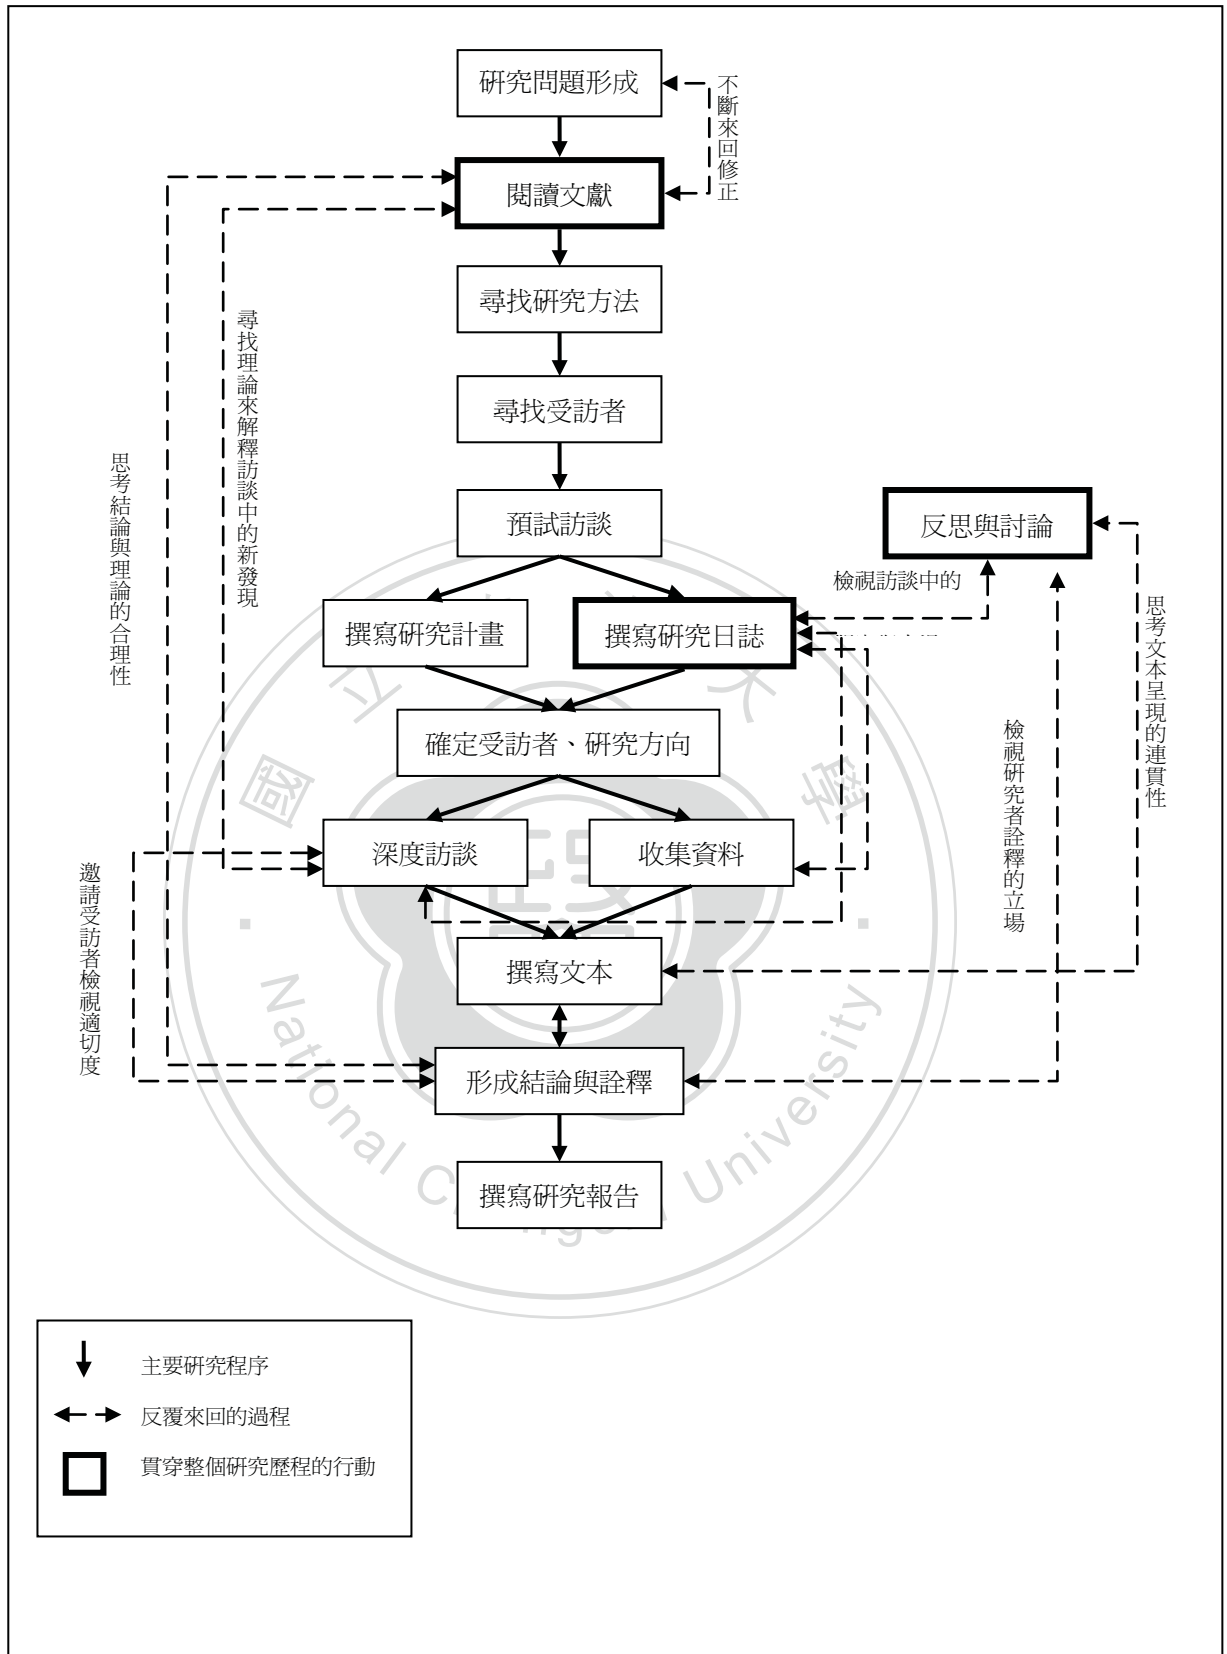 研究問題形成
不斷來回修正
閱讀文獻
尋找研究方法
尋找理論來解釋訪談中的新發現
尋找受訪者
思考結論與理論的合理性
預試訪談
反思與討論
檢視訪談中的
思考文本呈現的連貫性
撰寫研究計畫
撰寫研究日誌
立
大
確定受訪者、研究方向
檢視研究者詮釋的立場
國
學
深度訪談
收集資料
邀請受訪者檢視適切度
撰寫文本
形成結論與詮釋
National
University
撰寫研究報告
主要研究程序
反覆來回的過程
貫穿整個研究歷程的行動